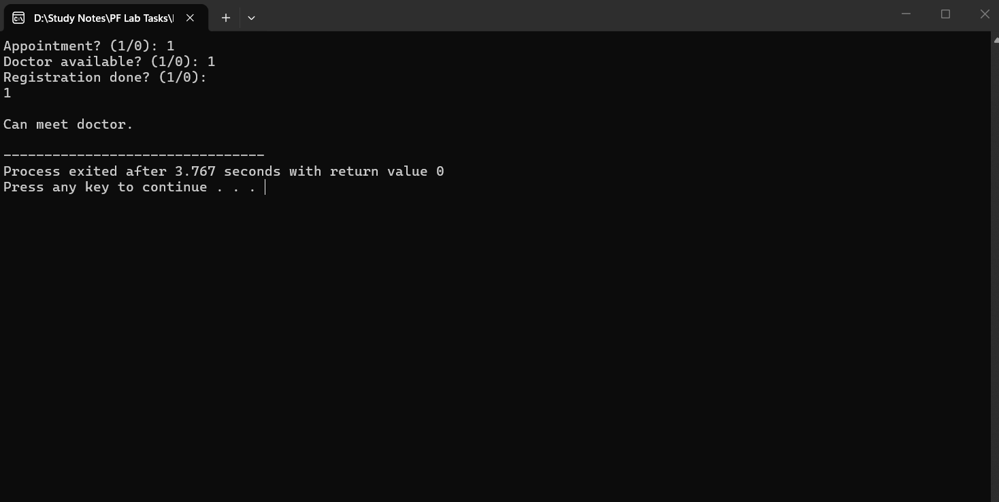 D:\Study Notes\PF Lab Tasks\
Appointment? (1/0): 1
Doctor available? (1/0): 1
Registration done? (1/0):
1
Can meet doctor.
--------------------------------
Process exited after 3.767 seconds with return value 0
Press any key to continue . . .